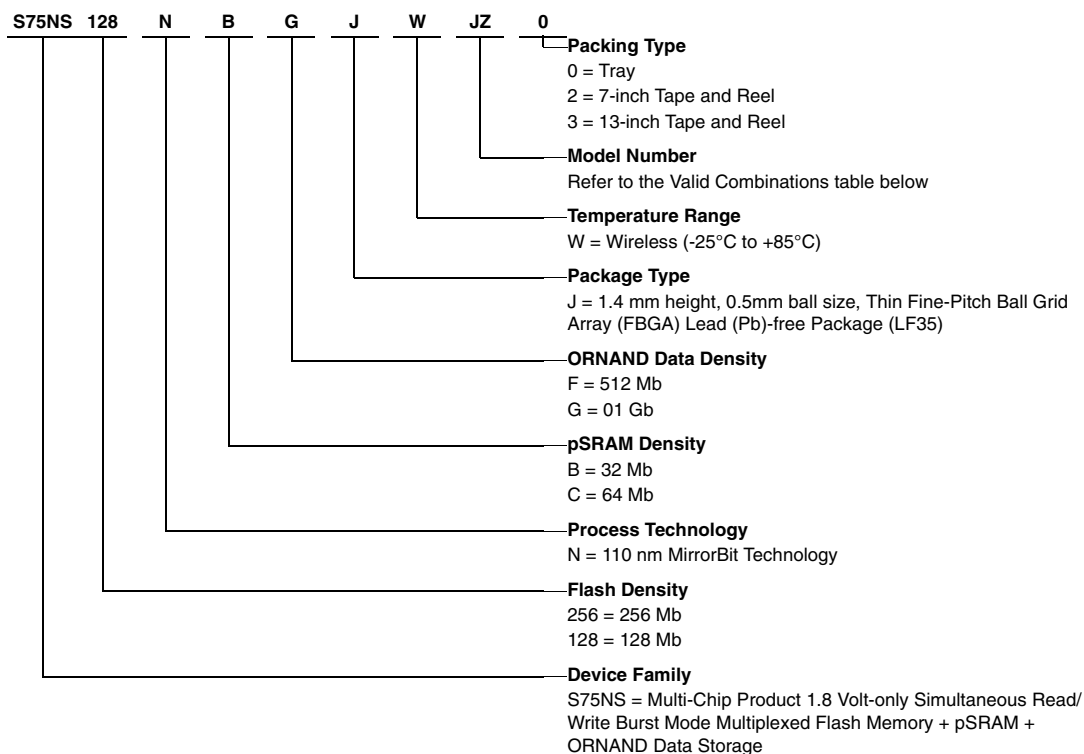 S75NS 128 N B G J W JZ 0
Packing Type
0 = Tray
2 = 7-inch Tape and Reel
3 = 13-inch Tape and Reel
Model Number
Refer to the Valid Combinations table below
Temperature Range
W = Wireless (-25°C to +85°C)
Package Type
J = 1.4 mm height, 0.5mm ball size, Thin Fine-Pitch Ball Grid
Array (FBGA) Lead (Pb)-free Package (LF35)
ORNAND Data Density
F = 512 Mb
G = 01 Gb
pSRAM Density
B = 32 Mb
C = 64 Mb
Process Technology
N = 110 nm MirrorBit Technology
Flash Density
256 = 256 Mb
128 = 128 Mb
Device Family
S75NS = Multi-Chip Product 1.8 Volt-only Simultaneous Read/
Write Burst Mode Multiplexed Flash Memory + pSRAM +
ORNAND Data Storage